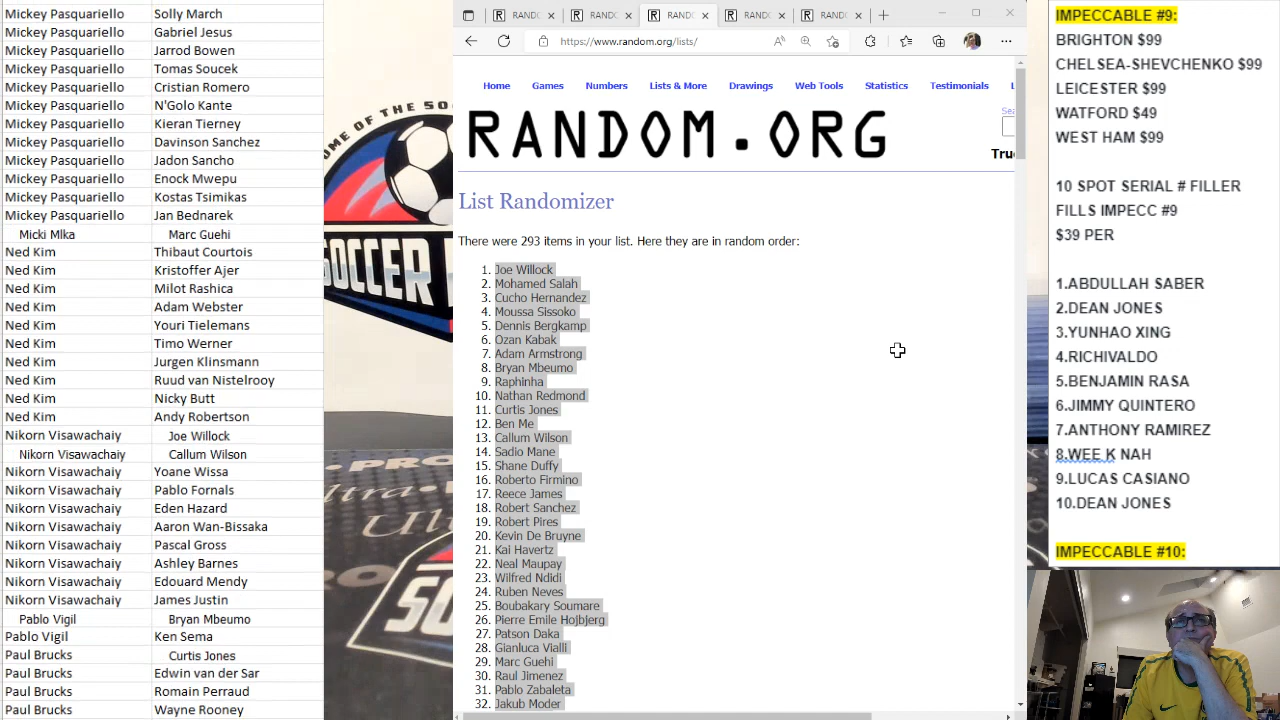 Mickey Pasquariello Solly March
Mickey Pasquariello Gabriel Jesus
Mickey Pasquariello Jarrod Bowen
Mickey Pasquariello Tomas Soucek
Mickey Pasquariello Cristian Romero
Mickey Pasquariello N'Golo Kante
Mickey Pasquariello Kieran Tierney
Mickey Pasquariello Davinson Sanchez
Mickey Pasquariello Jadon Sancho
Mickey Pasquariello Enock Mwepu
Mickey Pasquariello Kostas Tsimikas
Mickey Pasquariello Jan Bednarek
Micki Mlka Marc Guehi
Ned Kim Thibaut Courtois
Ned Kim Kristoffer Ajer
Ned Kim Milot Rashica
Ned Kim Adam Webster
Ned Kim Youri Tielemans
Ned Kim Timo Werner
Ned Kim Jurgen Klinsmann
Ned Kim Ruud van Nistelrooy
Ned Kim Nicky Butt
Ned Kim Andy Robertson
Nikorn Visawachaiy Joe Willock
Nikorn Visawachaiy Callum Wilson
Nikorn Visawachaiy Yoane Wissa
Nikorn Visawachaiy Pablo Fornals
Nikorn Visawachaiy Eden Hazard
Nikorn Visawachaiy Aaron Wan-Bissaka
Nikorn Visawachaiy Pascal Gross
Nikorn Visawachaiy Ashley Barnes
Nikorn Visawachaiy Edouard Mendy
Nikorn Visawachaiy James Justin
Pablo Vigil Bryan Mbeumo
Pablo Vigil Ken Sema
Paul Brucks Curtis Jones
Paul Brucks Edwin van der Sar
Paul Brucks Romain Perraud
Paul Brucks Wayne Rooney
OME OF THE SO
SOCCER
PRO
Ultra
SO
RANDO RANDO RANDO RANDO RANDO
https://www.random.org/lists/
Home Games Numbers Lists & More Drawings Web Tools Statistics Testimonials
Sea
RANDOM.ORG
Tru
List Randomizer
There were 293 items in your list. Here they are in random order:
1. Joe Willock
2. Mohamed Salah
3. Cucho Hernandez
4. Moussa Sissoko
5. Dennis Bergkamp
6. Ozan Kabak
7. Adam Armstrong
8. Bryan Mbeumo
9. Raphinha
10. Nathan Redmond
11. Curtis Jones
12. Ben Me
13. Callum Wilson
14. Sadio Mane
15. Shane Duffy
16. Roberto Firmino
17. Reece James
18. Robert Sanchez
19. Robert Pires
20. Kevin De Bruyne
21. Kai Havertz
22. Neal Maupay
23. Wilfred Ndidi
24. Ruben Neves
25. Boubakary Soumare
26. Pierre Emile Hojbjerg
27. Patson Daka
28. Gianluca Vialli
29. Marc Guehi
30. Raul Jimenez
31. Pablo Zabaleta
32. Jakub Moder
IMPECCABLE #9:
BRIGHTON $99
CHELSEA-SHEVCHENKO $99
LEICESTER $99
WATFORD $49
WEST HAM $99
10 SPOT SERIAL # FILLER
FILLS IMPECC #9
$39 PER
1.ABDULLAH SABER
2.DEAN JONES
3.YUNHAO XING
4.RICHIVALDO
5.BENJAMIN RASA
6.JIMMY QUINTERO
7.ANTHONY RAMIREZ
8.WEE K NAH
9.LUCAS CASIANO
10.DEAN JONES
IMPECCABLE #10: